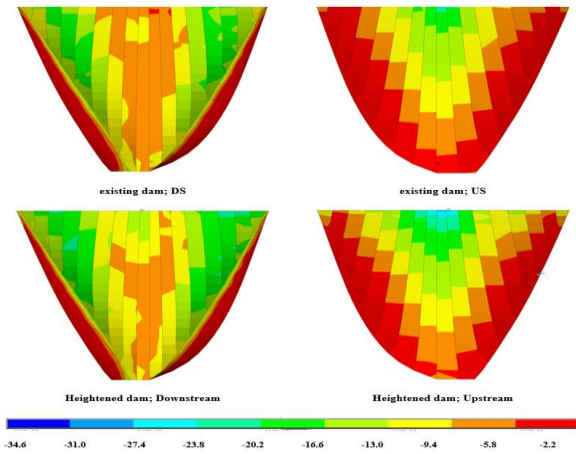 existing dam; DS
existing dam; US
Heightened dam; Downstream
Heightened dam; Upstream
-34.6 -31.0 -27.4 -23.8 -20.2 -16.6 -13.0 -9.4 -5.8 -2.2